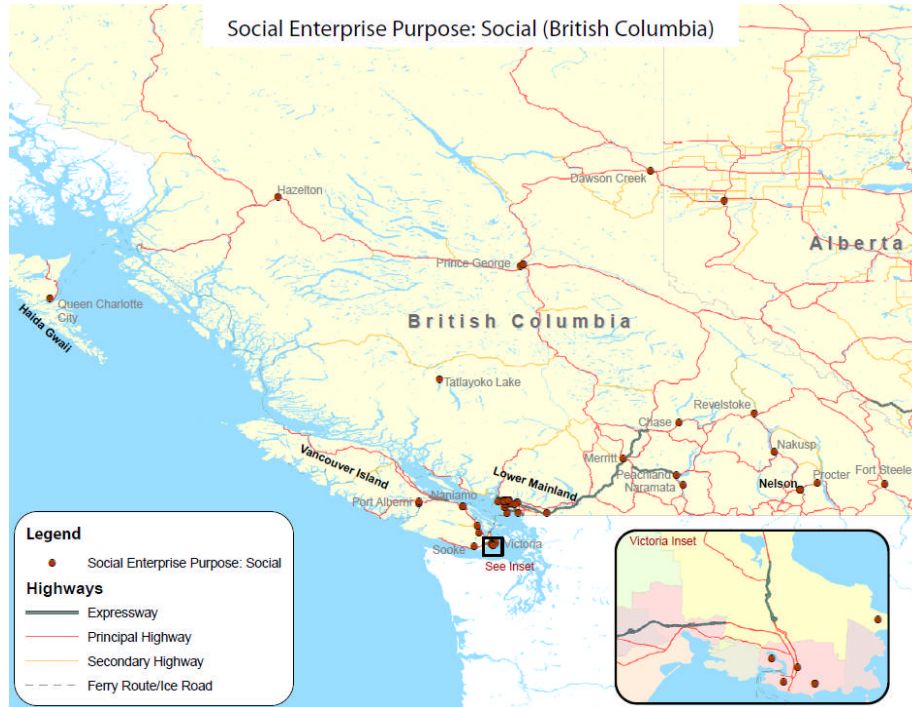 Social Enterprise Purpose: Social (British Columbia)
Hazelton
Dawson Creek
Alberta
Prince George
Queen Charlotte
City
Haida Gwaii
British Columbia
Tatlayoko Lake
Revelstoke
Chase
Nakusp
Merritt
Vancouver Island
Lower Mainland
Peachland
Naramata
Nelson
Procter
Fort Steele
Port Alberni
Naniamo
Sooke
Victoria
See Inset
Legend
Social Enterprise Purpose: Social
Highways
Expressway
Principal Highway
Secondary Highway
Ferry Route/Ice Road
Victoria Inset